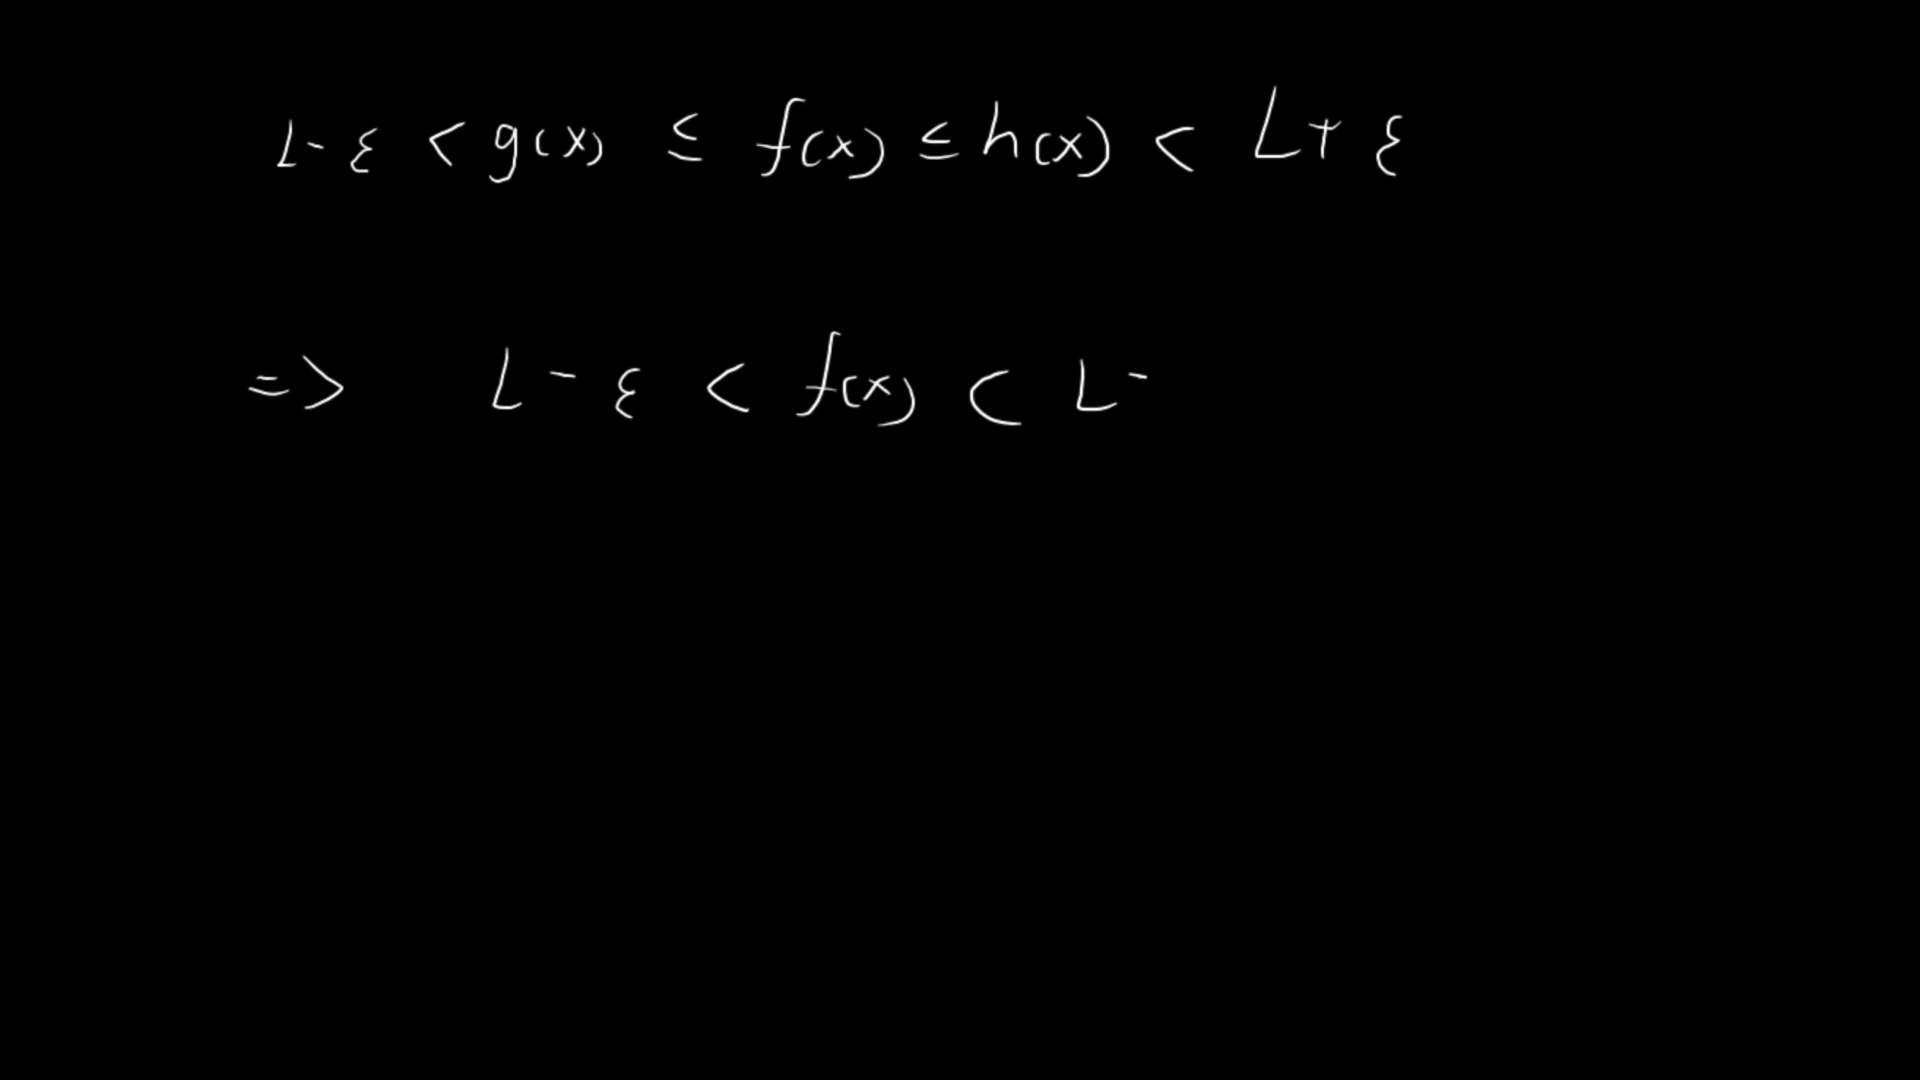 L - ε < g(x) ≤ f(x) ≤ h(x) < L + ε
=> L - ε < f(x) < L -